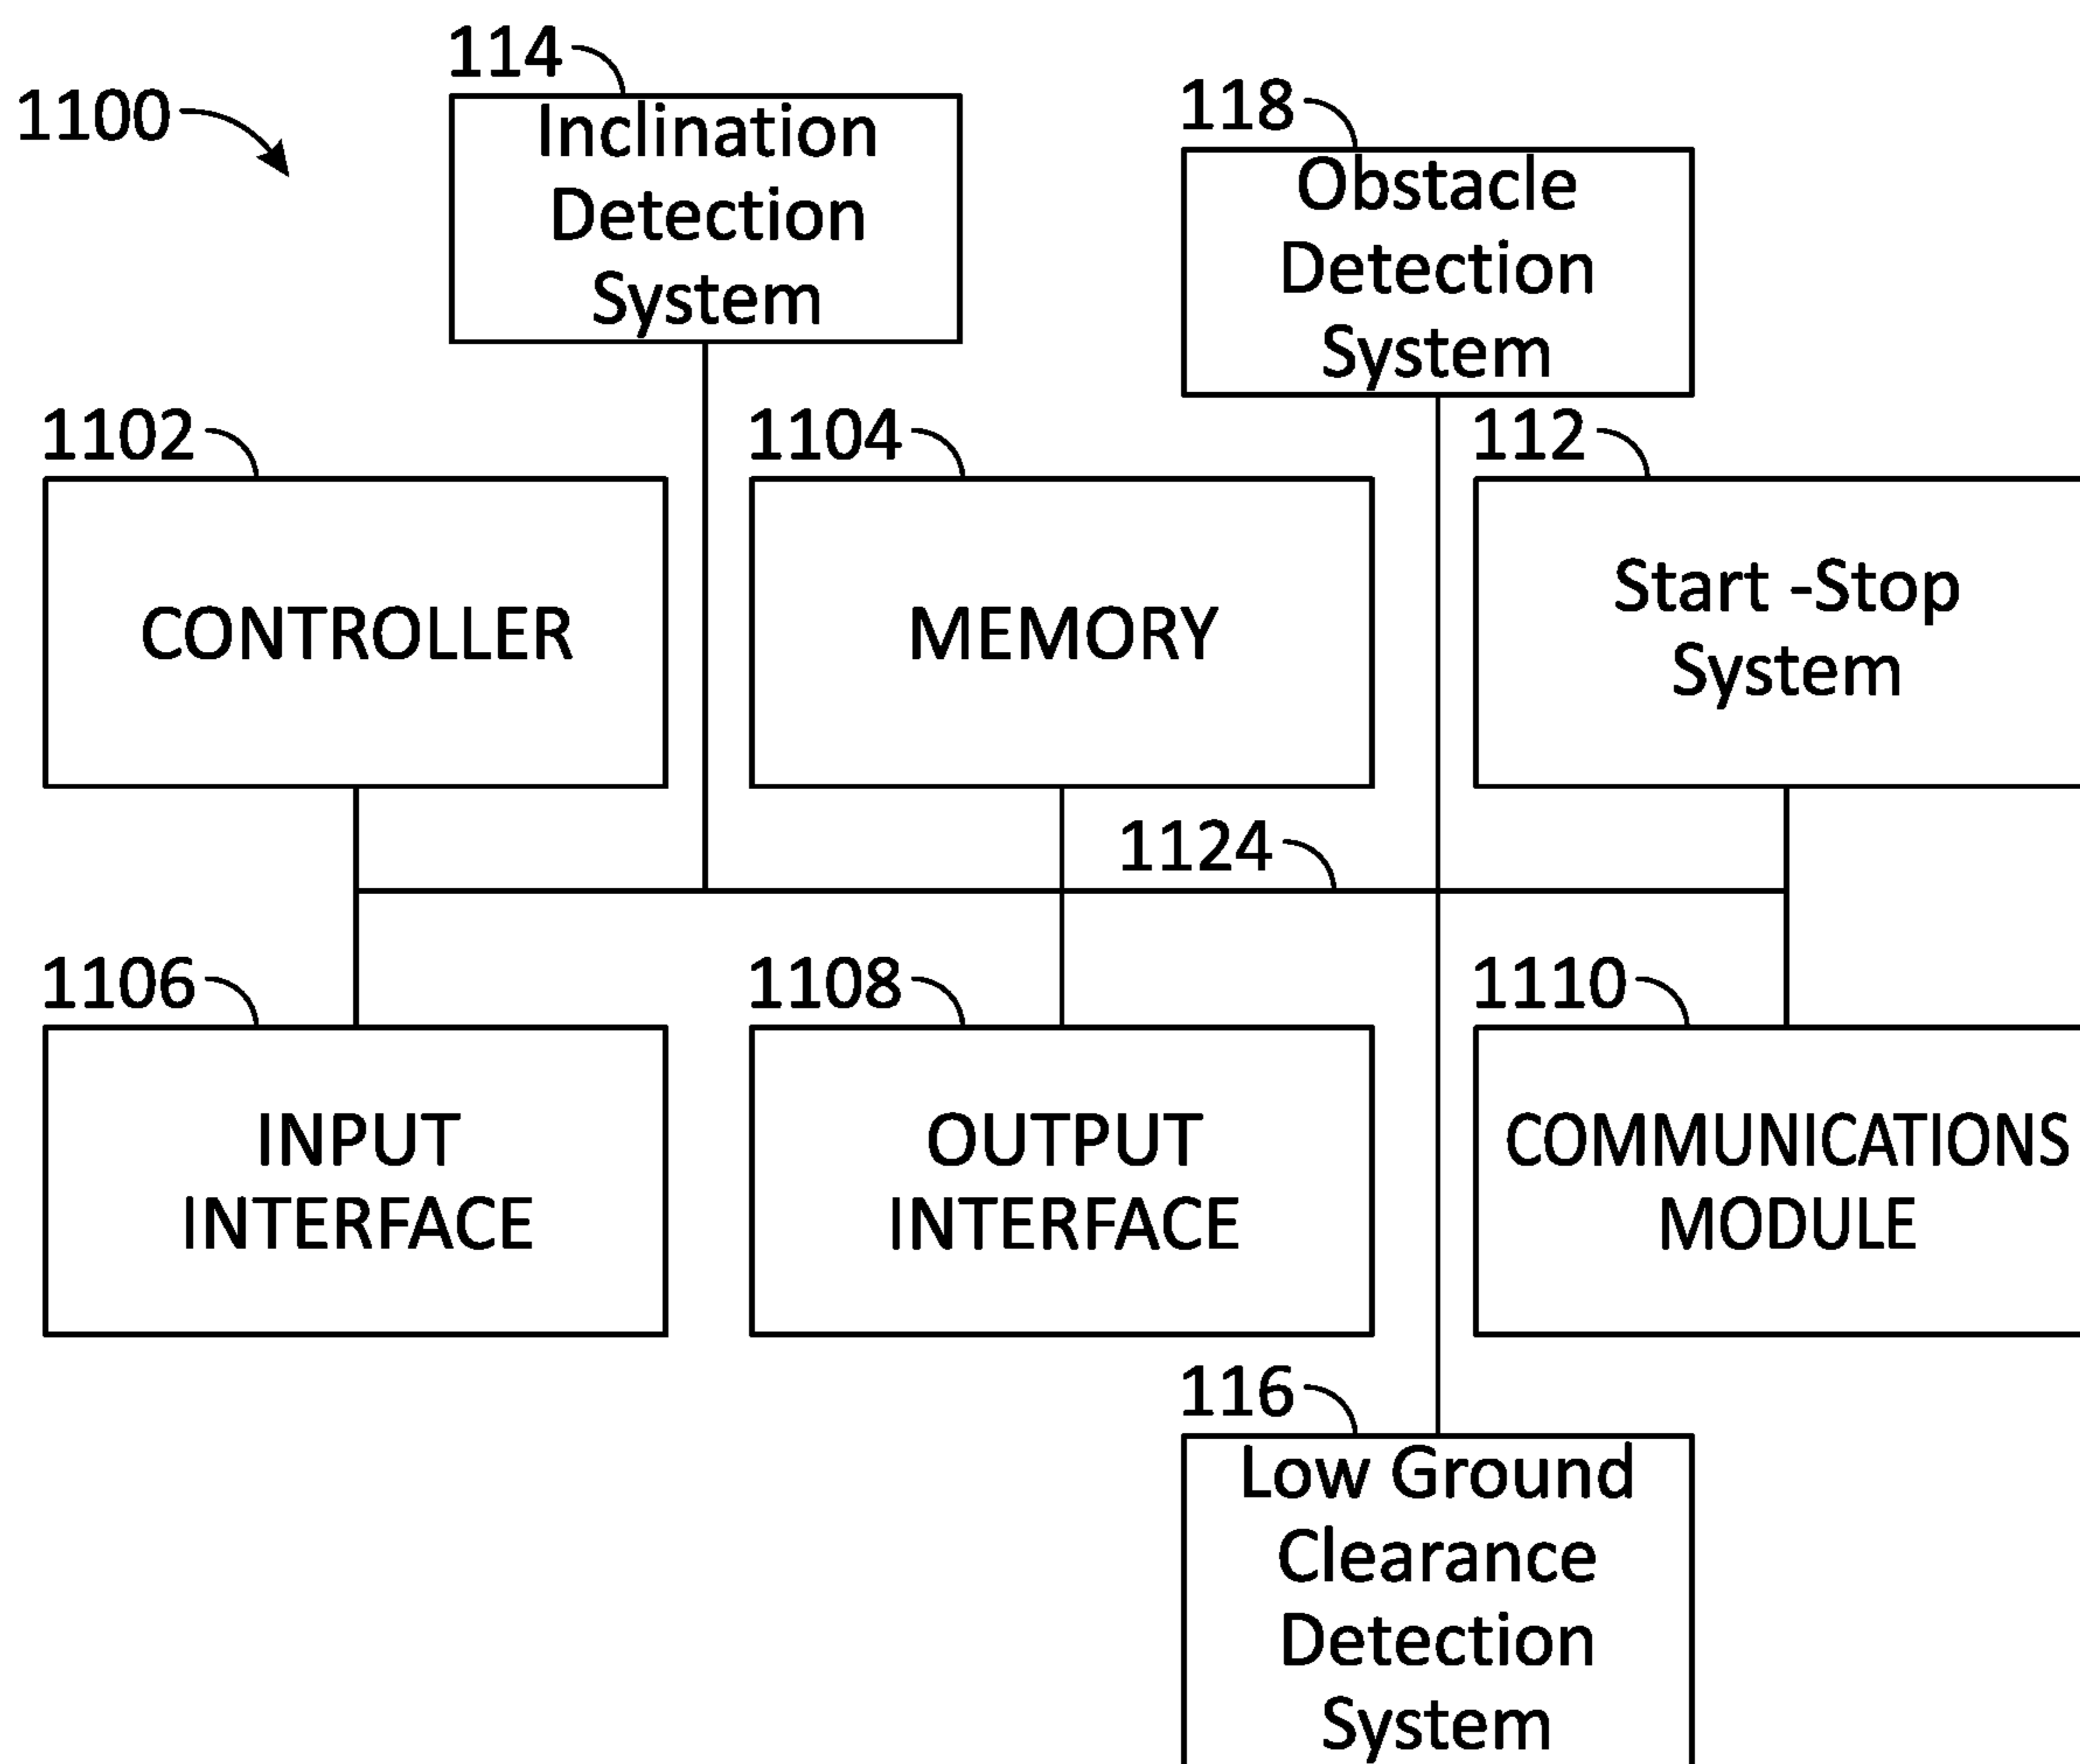 114
1100
Inclination
Detection
System
118
Obstacle
Detection
System
1102
CONTROLLER
1104
MEMORY
112
Start -Stop
System
1124
1106
INPUT
INTERFACE
1108
OUTPUT
INTERFACE
1110
COMMUNICATIONS
MODULE
116
Low Ground
Clearance
Detection
System